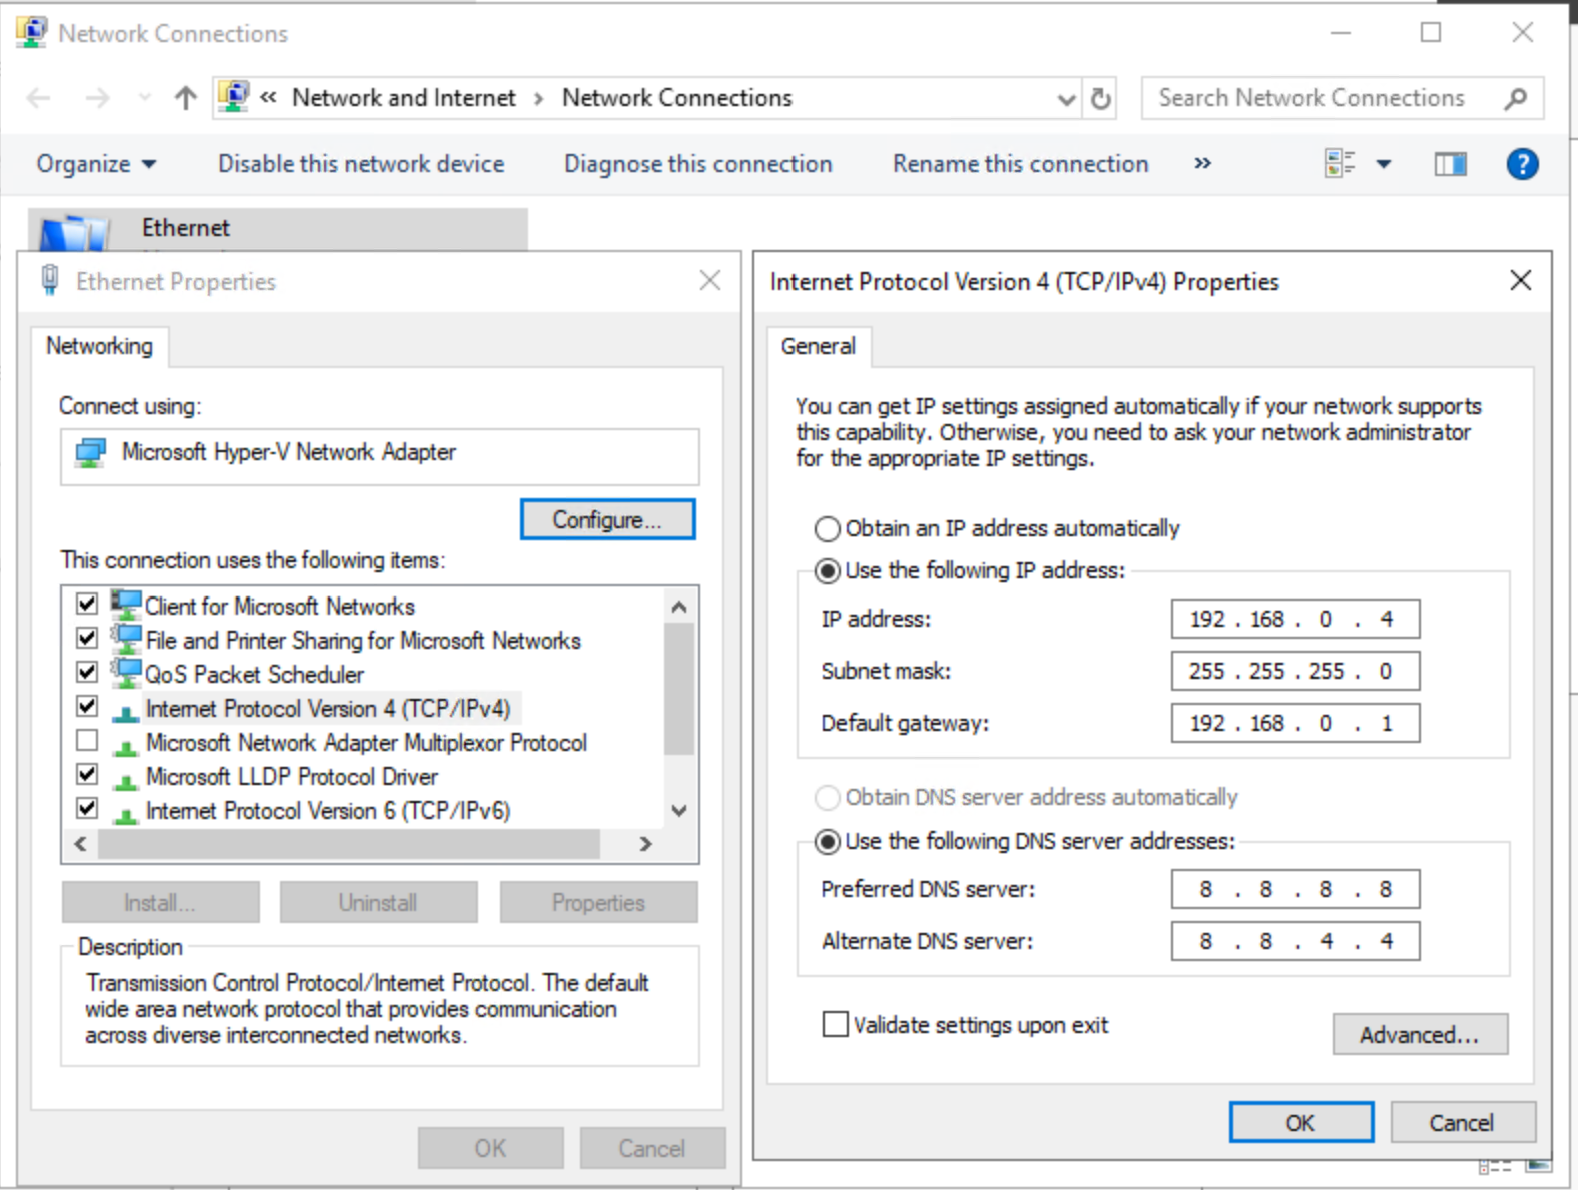 Network Connections
« Network and Internet › Network Connections
Search Network Connections
Organize
Disable this network device
Diagnose this connection
Rename this connection
»
?
Ethernet
Ethernet Properties
Networking
Connect using:
Microsoft Hyper-V Network Adapter
Configure...
This connection uses the following items:
Client for Microsoft Networks
File and Printer Sharing for Microsoft Networks
QoS Packet Scheduler
Internet Protocol Version 4 (TCP/IPv4)
Microsoft Network Adapter Multiplexor Protocol
Microsoft LLDP Protocol Driver
Internet Protocol Version 6 (TCP/IPv6)
Install...
Uninstall
Properties
Description
Transmission Control Protocol/Internet Protocol. The default
wide area network protocol that provides communication
across diverse interconnected networks.
OK
Cancel
Internet Protocol Version 4 (TCP/IPv4) Properties
General
You can get IP settings assigned automatically if your network supports
this capability. Otherwise, you need to ask your network administrator
for the appropriate IP settings.
Obtain an IP address automatically
Use the following IP address:
IP address: 192 . 168 . 0 . 4
Subnet mask: 255 . 255 . 255 . 0
Default gateway: 192 . 168 . 0 . 1
Obtain DNS server address automatically
Use the following DNS server addresses:
Preferred DNS server: 8 . 8 . 8 . 8
Alternate DNS server: 8 . 8 . 4 . 4
Validate settings upon exit
Advanced...
OK
Cancel